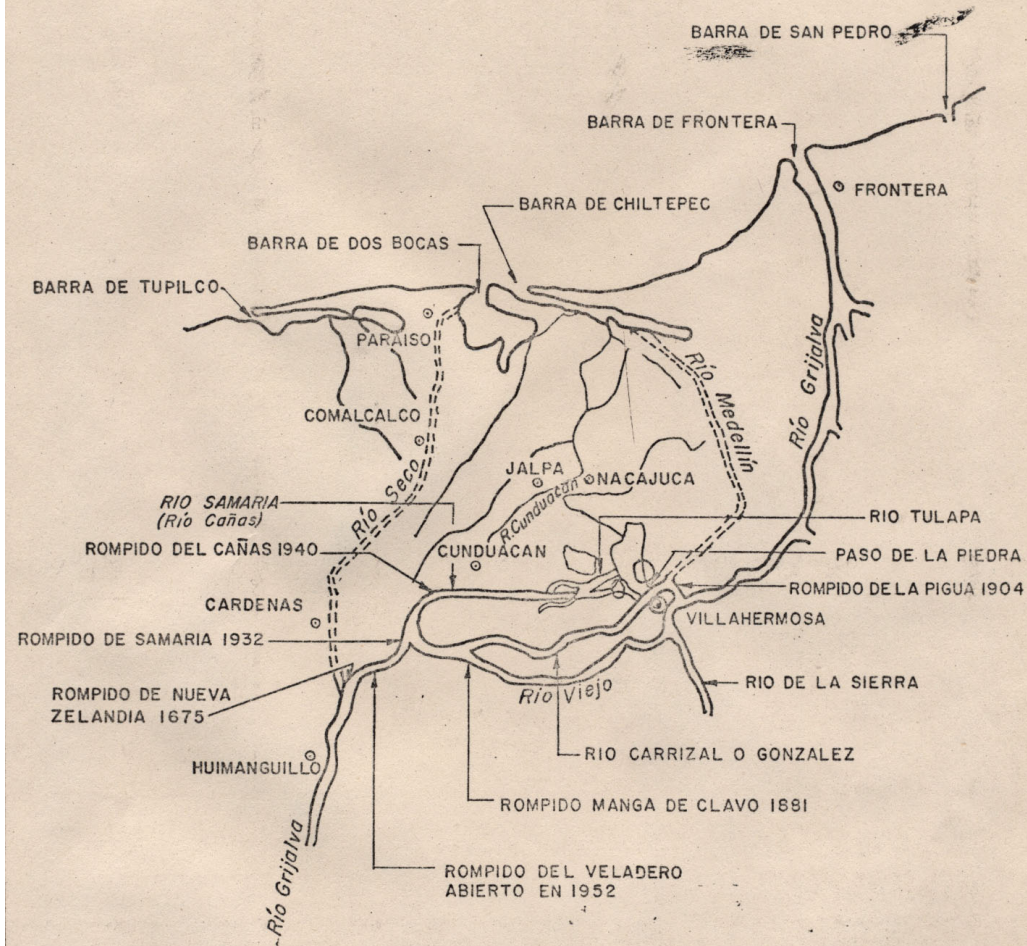 BARRA DE SAN PEDRO
BARRA DE FRONTERA
FRONTERA
BARRA DE CHILTEPEC
BARRA DE DOS BOCAS
BARRA DE TUPILCO
PARAISO
Río Grijalva
Río Medellín
COMALCALCO
Río Seco
JALPA
NACAJUCA
R. Cunduacan
RIO SAMARIA
(Río Cañas)
RIO TULAPA
ROMPIDO DEL CAÑAS 1940
CUNDUACAN
PASO DE LA PIEDRA
ROMPIDO DE LA PIGUA 1904
CARDENAS
VILLAHERMOSA
ROMPIDO DE SAMARIA 1932
RIO DE LA SIERRA
Río Viejo
ROMPIDO DE NUEVA
ZELANDIA 1675
RIO CARRIZAL O GONZALEZ
HUIMANGUILLO
ROMPIDO MANGA DE CLAVO 1881
ROMPIDO DEL VELADERO
ABIERTO EN 1952
Río Grijalva